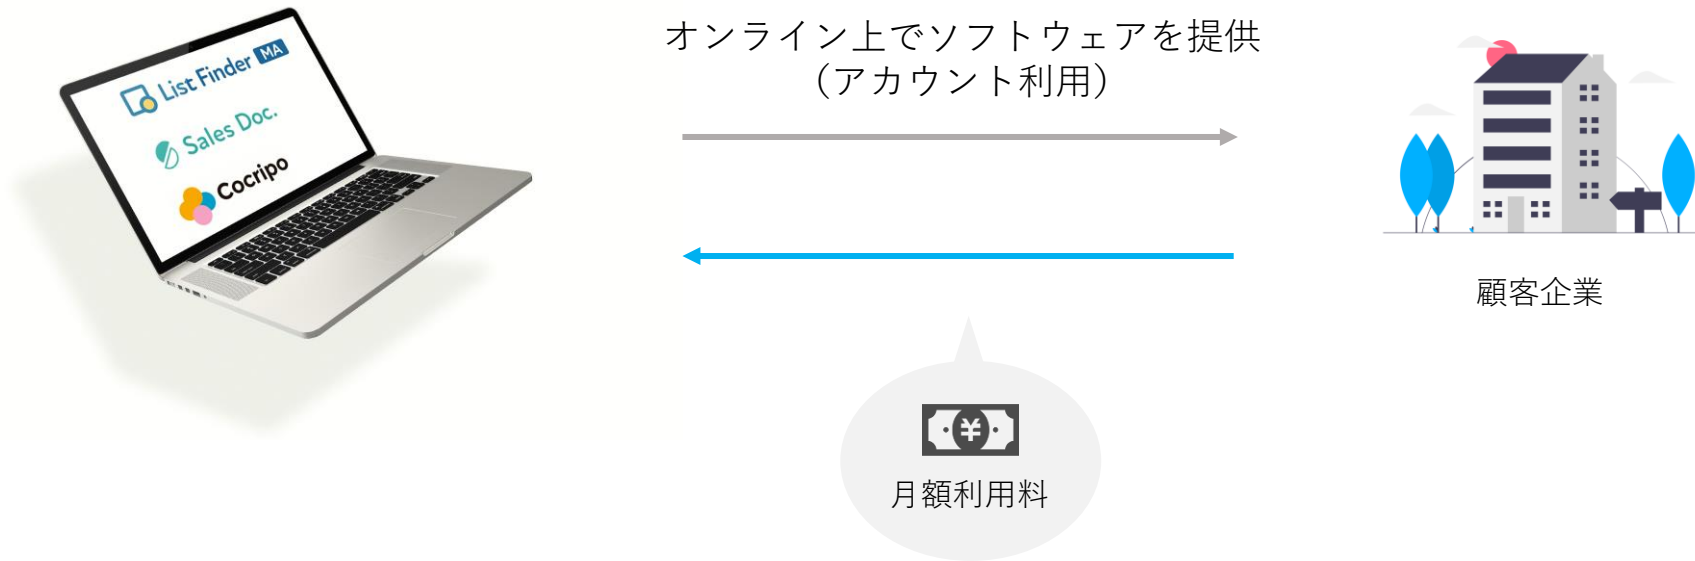 List Finder MA
Sales Doc.
Cocripo
オンライン上でソフトウェアを提供
（アカウント利用）
顧客企業
¥
月額利用料